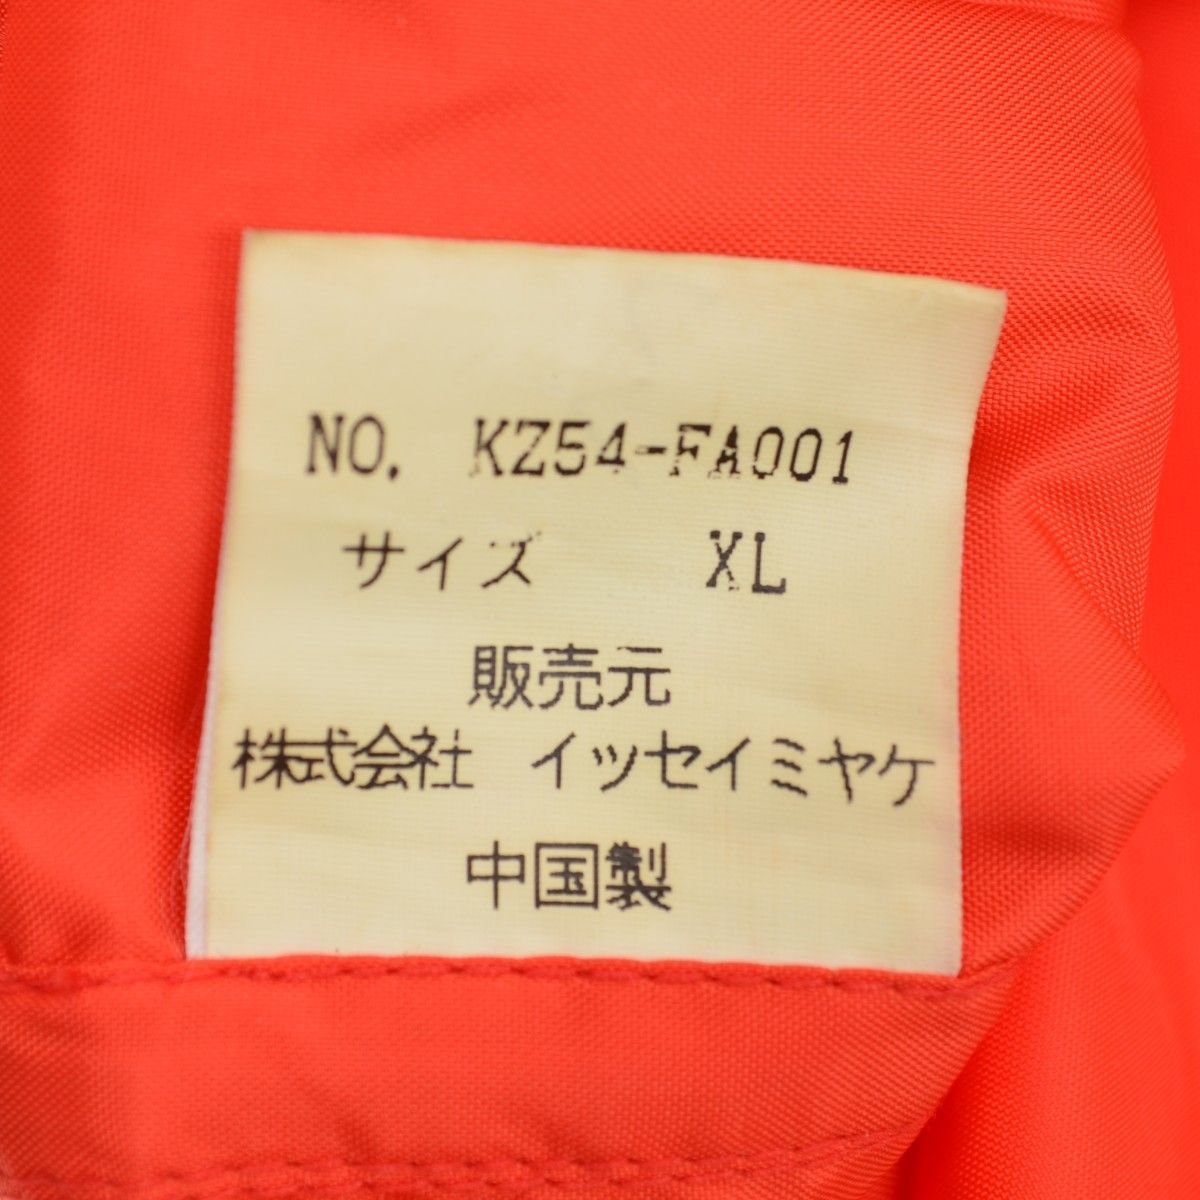 NO. KZ54-FA001
サイズ XL
販売元
株式会社 イッセイミヤケ
中国製